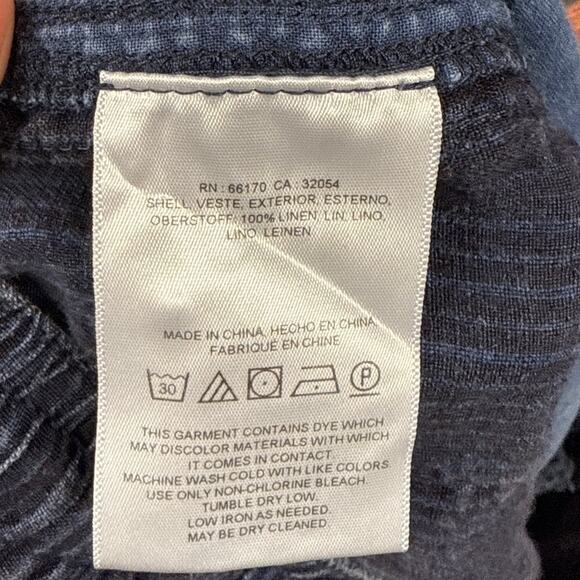 RN : 66170 CA : 32054
SHELL, VESTE, EXTERIOR, ESTERNO,
OBERSTOFF: 100% LINEN, LIN, LINO,
LINO, LEINEN
MADE IN CHINA, HECHO EN CHINA
FABRIQUÉ EN CHINE
30
P
THIS GARMENT CONTAINS DYE WHICH
MAY DISCOLOR MATERIALS WITH WHICH
IT COMES IN CONTACT.
MACHINE WASH COLD WITH LIKE COLORS.
USE ONLY NON-CHLORINE BLEACH.
TUMBLE DRY LOW.
LOW IRON AS NEEDED.
MAY BE DRY CLEANED.